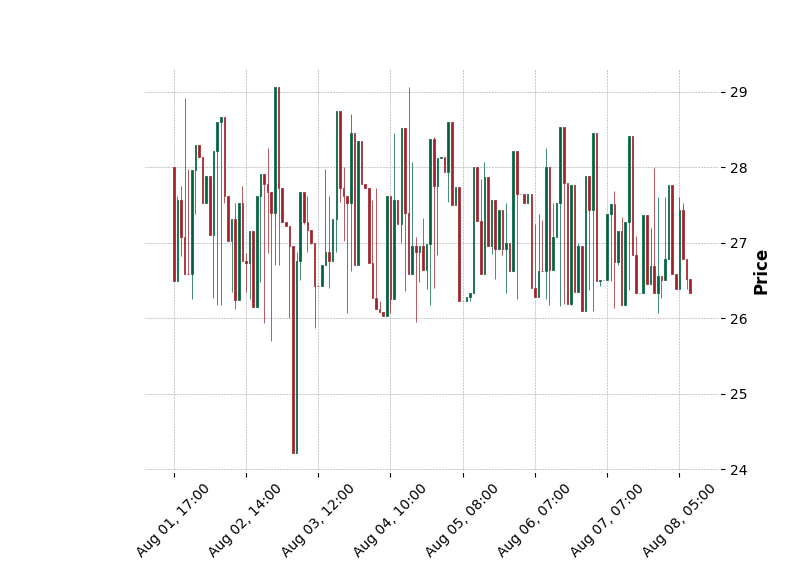 29
28
27
26
25
24
Price
Aug 01, 17:00
Aug 02, 14:00
Aug 03, 12:00
Aug 04, 10:00
Aug 05, 08:00
Aug 06, 07:00
Aug 07, 07:00
Aug 08, 05:00